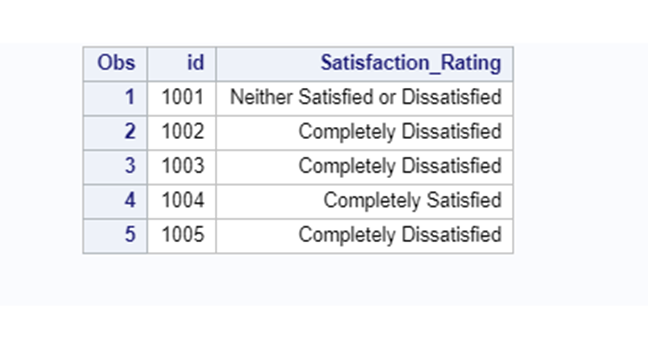 Obs id Satisfaction_Rating
1 1001 Neither Satisfied or Dissatisfied
2 1002 Completely Dissatisfied
3 1003 Completely Dissatisfied
4 1004 Completely Satisfied
5 1005 Completely Dissatisfied